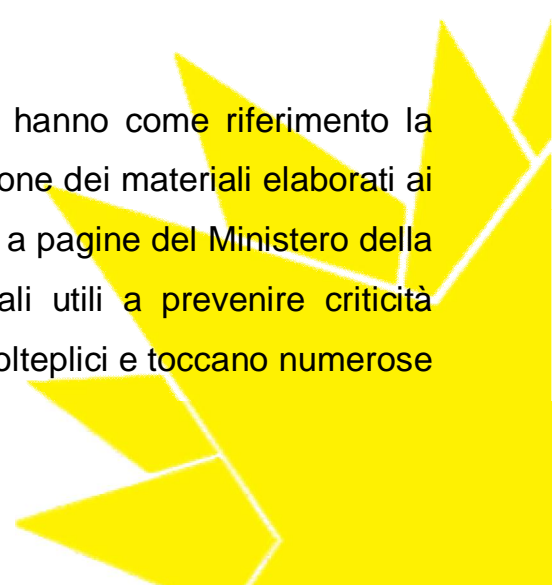 hanno come riferimento la
one dei materiali elaborati ai
a pagine del Ministero della
ali utili a prevenire criticità
olteplici e toccano numerose